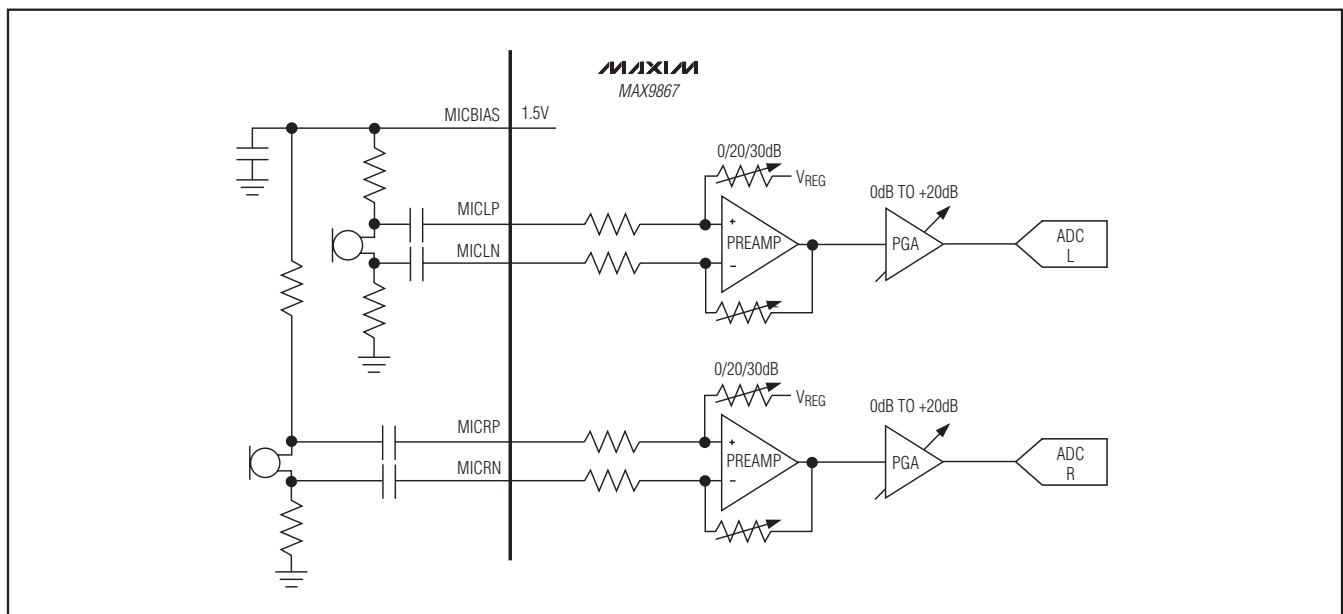 MAXIM
MAX9867
MICBIAS 1.5V
0/20/30dB
VREG
0dB TO +20dB
MICLP
MICLN
+
PREAMP
−
PGA
ADC
L
0/20/30dB
VREG
0dB TO +20dB
MICRP
MICRN
+
PREAMP
−
PGA
ADC
R